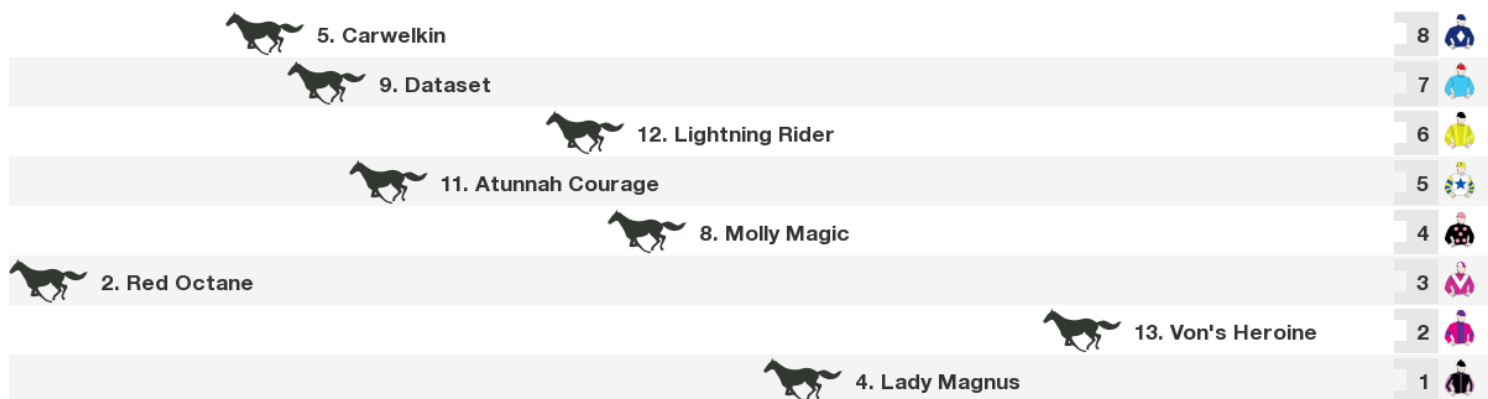 5. Carwelkin 8
9. Dataset 7
12. Lightning Rider 6
11. Atunnah Courage 5
8. Molly Magic 4
2. Red Octane 3
13. Von's Heroine 2
4. Lady Magnus 1